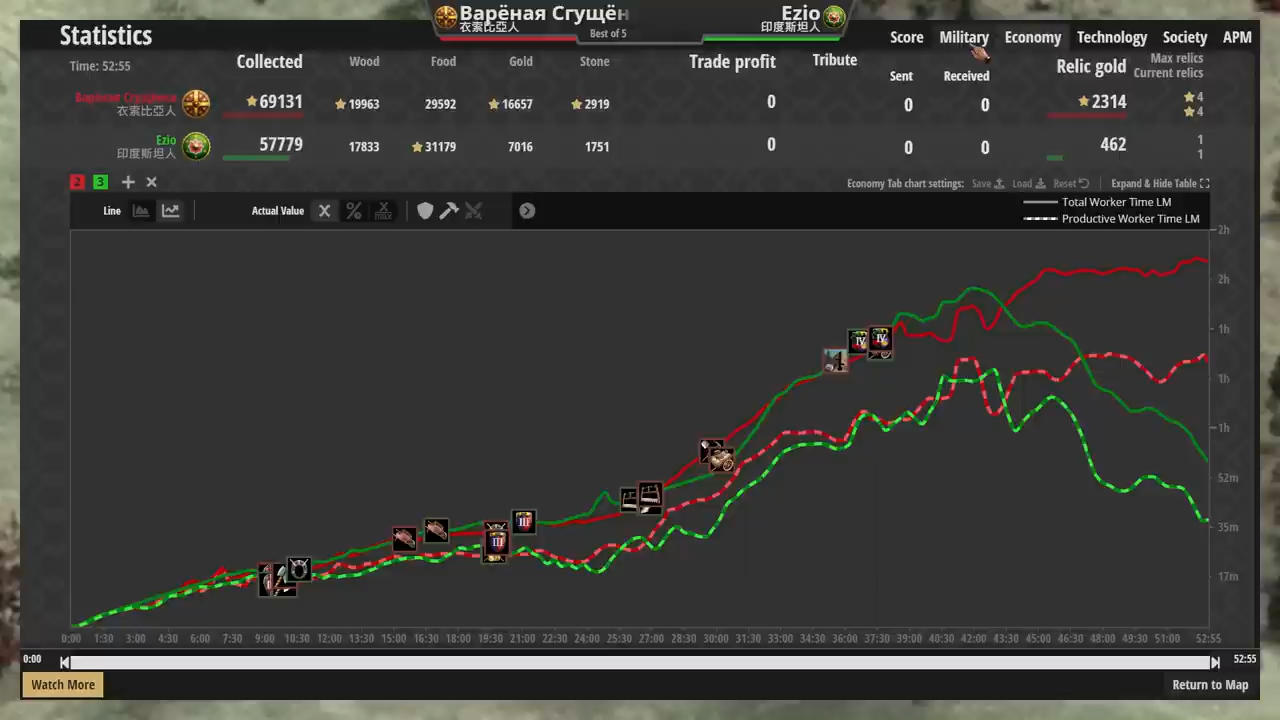 Варёная Сгущён
衣索比亞人
Best of 5
Ezio
印度斯坦人
Statistics
Score Military Economy Technology Society APM
Time: 52:55
Collected Wood Food Gold Stone Trade profit Tribute Sent Received Relic gold Max relics Current relics
Варёная Сгущёнка
衣索比亞人
69131 19963 29592 16657 2919 0 0 0 2314 4 4
Ezio
印度斯坦人
57779 17833 31179 7016 1751 0 0 0 462 1 1
2 3
Economy Tab chart settings: Save Load Reset Expand & Hide Table
Line Actual Value
Total Worker Time LM
Productive Worker Time LM
2h
2h
1h
1h
1h
52m
35m
17m
0:00 1:30 3:00 4:30 6:00 7:30 9:00 10:30 12:00 13:30 15:00 16:30 18:00 19:30 21:00 22:30 24:00 25:30 27:00 28:30 30:00 31:30 33:00 34:30 36:00 37:30 39:00 40:30 42:00 43:30 45:00 46:30 48:00 49:30 51:00 52:55
0:00 52:55
Watch More Return to Map